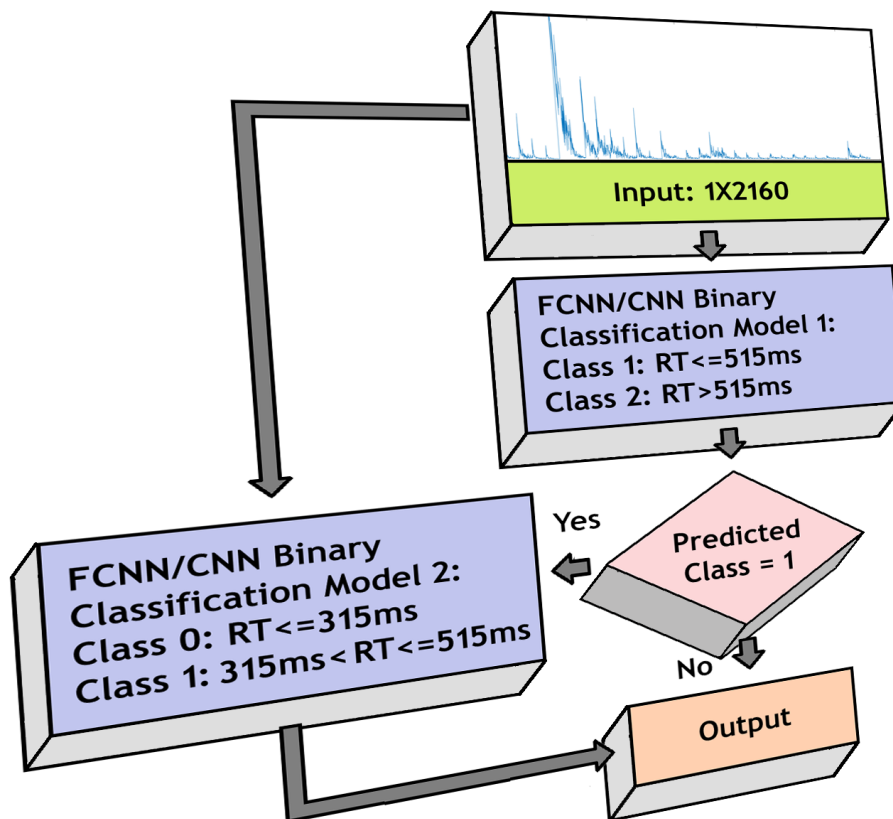 Input: 1X2160
FCNN/CNN Binary
Classification Model 1:
Class 1: RT<=515ms
Class 2: RT>515ms
Predicted
Class = 1
Yes
No
FCNN/CNN Binary
Classification Model 2:
Class 0: RT<=315ms
Class 1: 315ms< RT<=515ms
Output